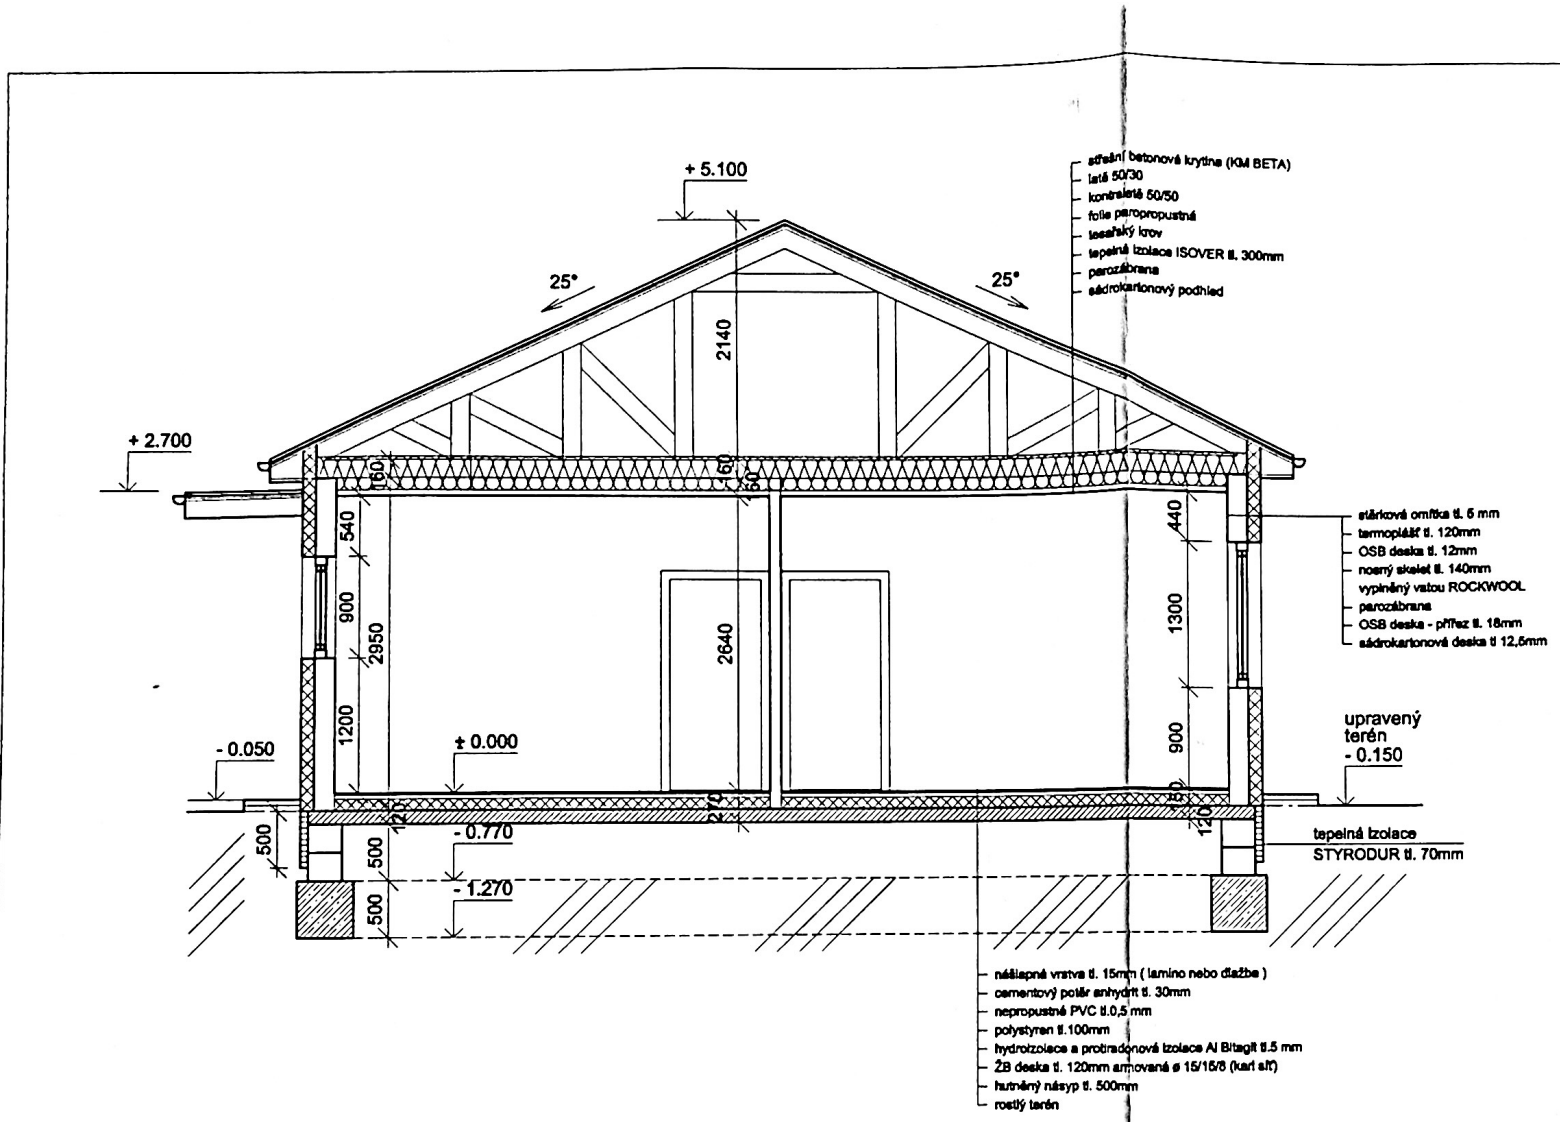 + 5.100
střešní betonová krytina (KM BETA)
latě 50/30
kontralatě 50/50
folie paropropustná
tesařský krov
tepelná izolace ISOVER tl. 300mm
parozábrana
sádrokartonový podhled
25°
25°
2140
+ 2.700
160
160
160
540
440
stěrková omítka tl. 5 mm
termoplášť tl. 120mm
OSB deska tl. 12mm
nosný skelet tl. 140mm
vyplněný vatou ROCKWOOL
parozábrana
OSB deska - přířez tl. 18mm
sádrokartonová deska tl 12,5mm
900
2950
2640
1300
1200
900
upravený
terén
- 0.150
- 0.050
± 0.000
150
120
270
120
500
- 0.770
500
tepelná izolace
STYRODUR tl. 70mm
- 1.270
500
nášlapná vrstva tl. 15mm ( lamino nebo dlažba )
cementový potěr anhydrit tl. 30mm
nepropustné PVC tl.0,5 mm
polystyren tl.100mm
hydroizolace a protiradonová izolace Al Bitagit tl.5 mm
ŽB deska tl. 120mm armovaná ø 15/15/8 (kari síť)
hutněný násyp tl. 500mm
rostlý terén